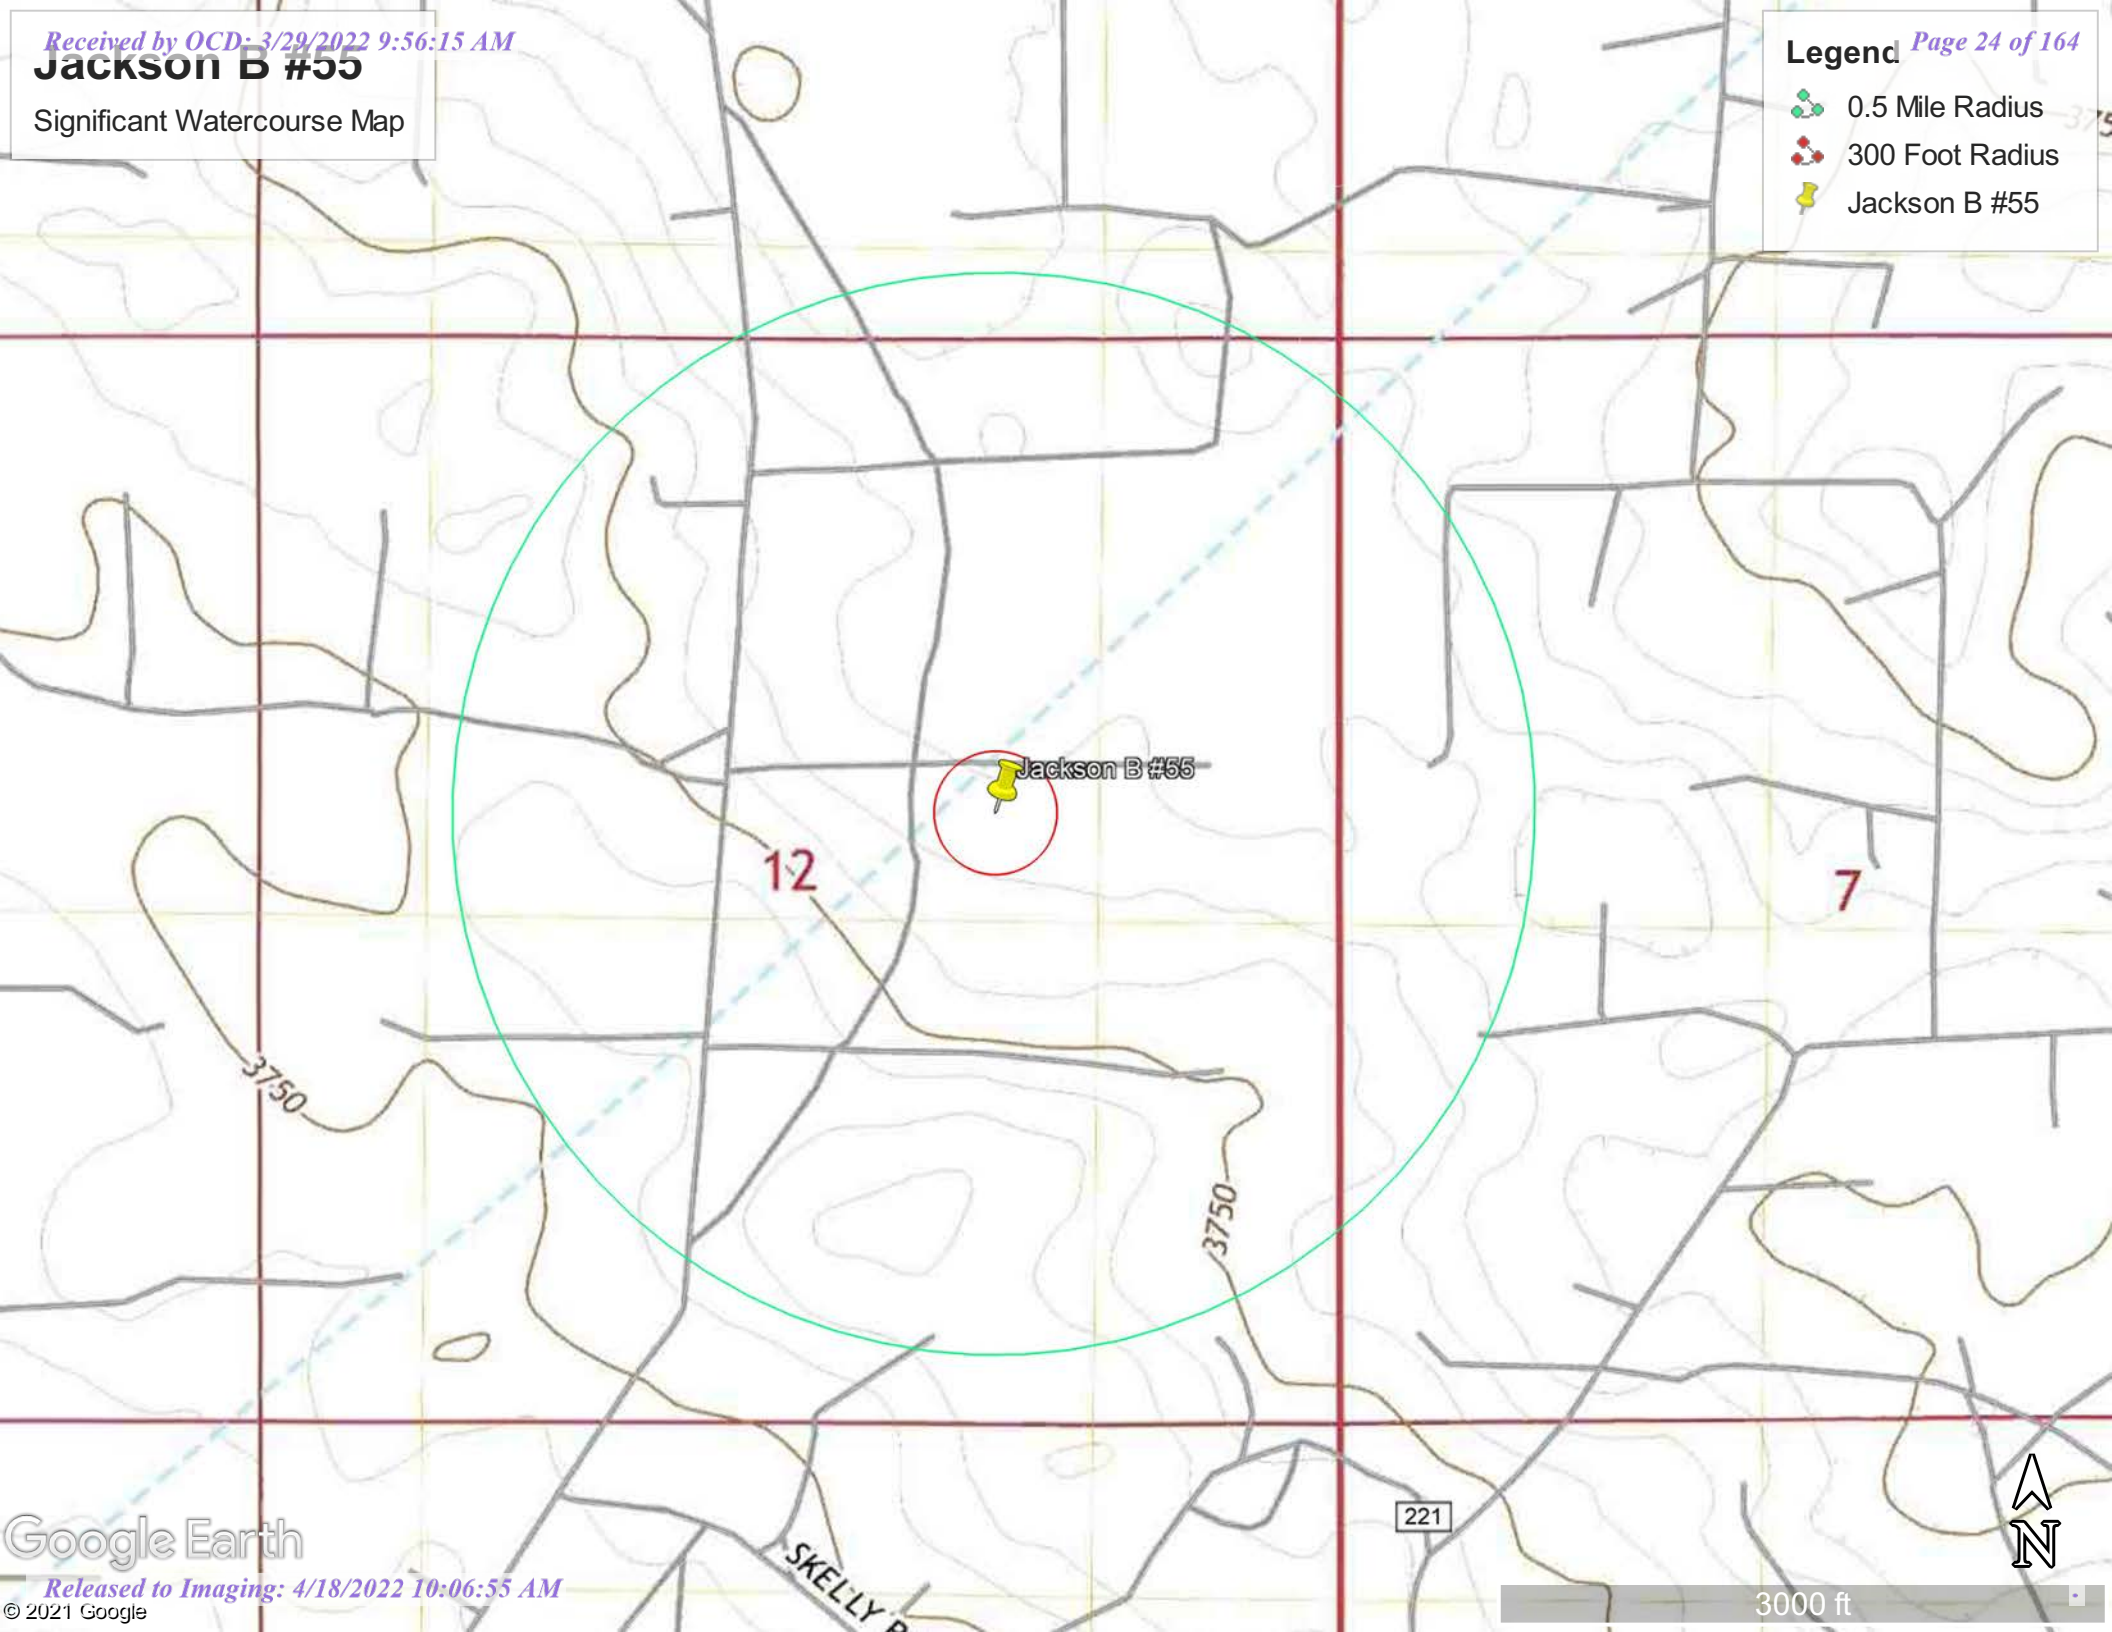 Received by OCD: 3/29/2022 9:56:15 AM
Page 24 of 164
Jackson B #55
Significant Watercourse Map
Legend
0.5 Mile Radius
300 Foot Radius
Jackson B #55
Jackson B #55
12
7
3750
3750
221
SKELLY
Google Earth
Released to Imaging: 4/18/2022 10:06:55 AM
© 2021 Google
N
3000 ft